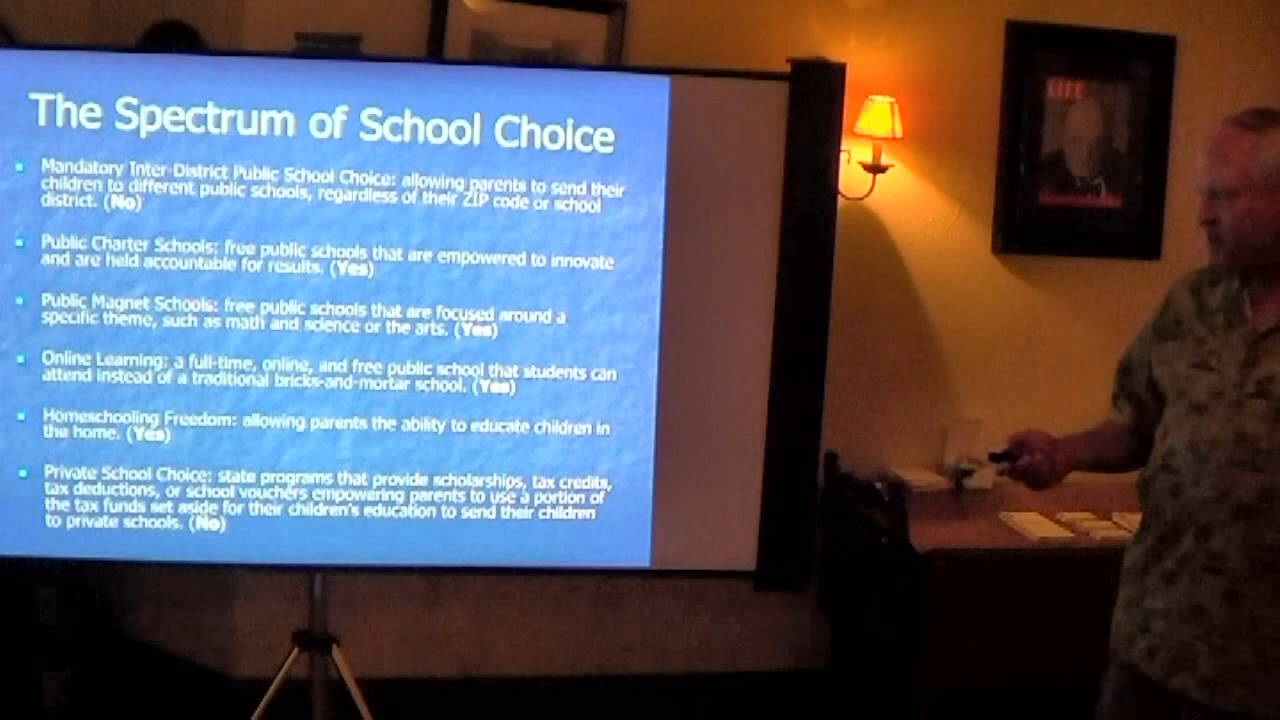 The Spectrum of School Choice
Mandatory Inter-District Public School Choice: allowing parents to send their
children to different public schools, regardless of their ZIP code or school
district. (No)
Public Charter Schools: free public schools that are empowered to innovate
and are held accountable for results. (Yes)
Public Magnet Schools: free public schools that are focused around a
specific theme, such as math and science or the arts. (Yes)
Online Learning: a full-time, online, and free public school that students can
attend instead of a traditional bricks-and-mortar school. (Yes)
Homeschooling Freedom: allowing parents the ability to educate children in
the home. (Yes)
Private School Choice: state programs that provide scholarships, tax credits,
tax deductions, or school vouchers empowering parents to use a portion of
the tax funds set aside for their children's education to send their children
to private schools. (No)
LIFE